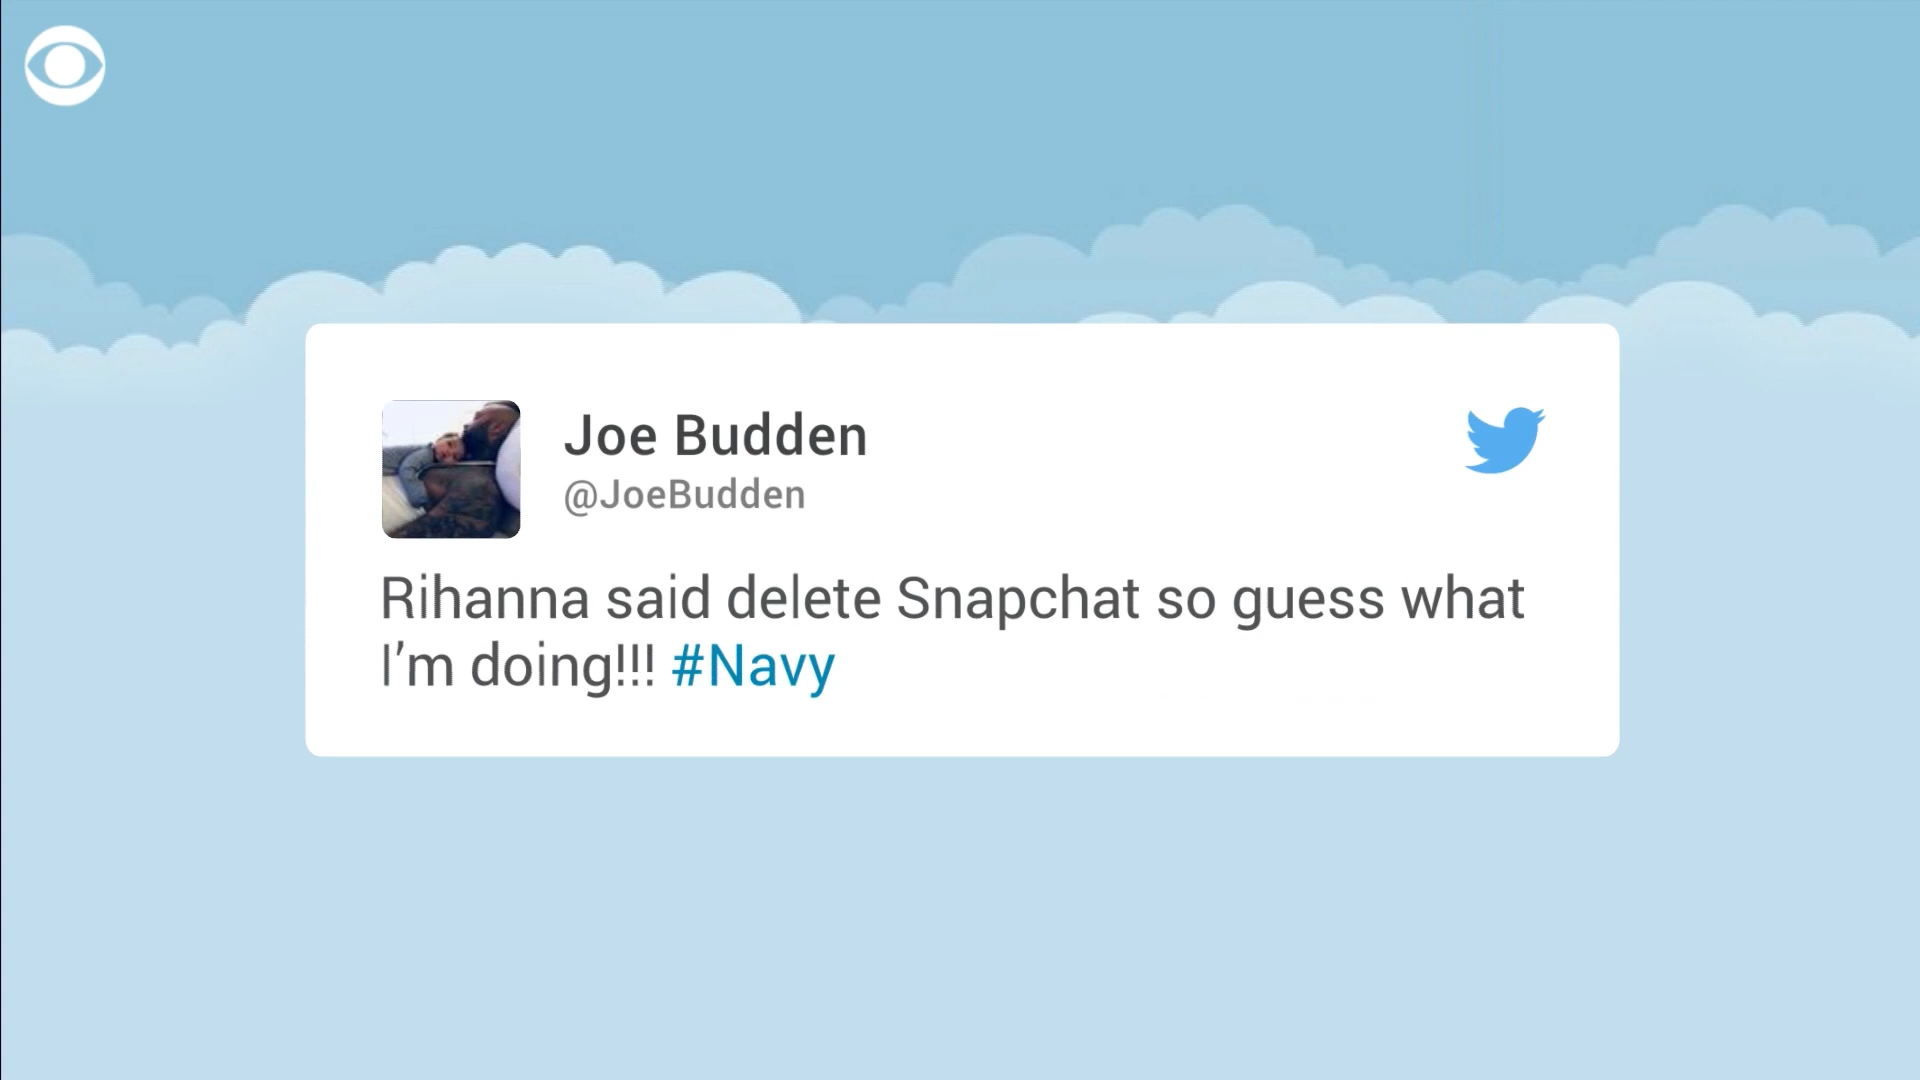 Joe Budden
@JoeBudden
Rihanna said delete Snapchat so guess what
I'm doing!!! #Navy